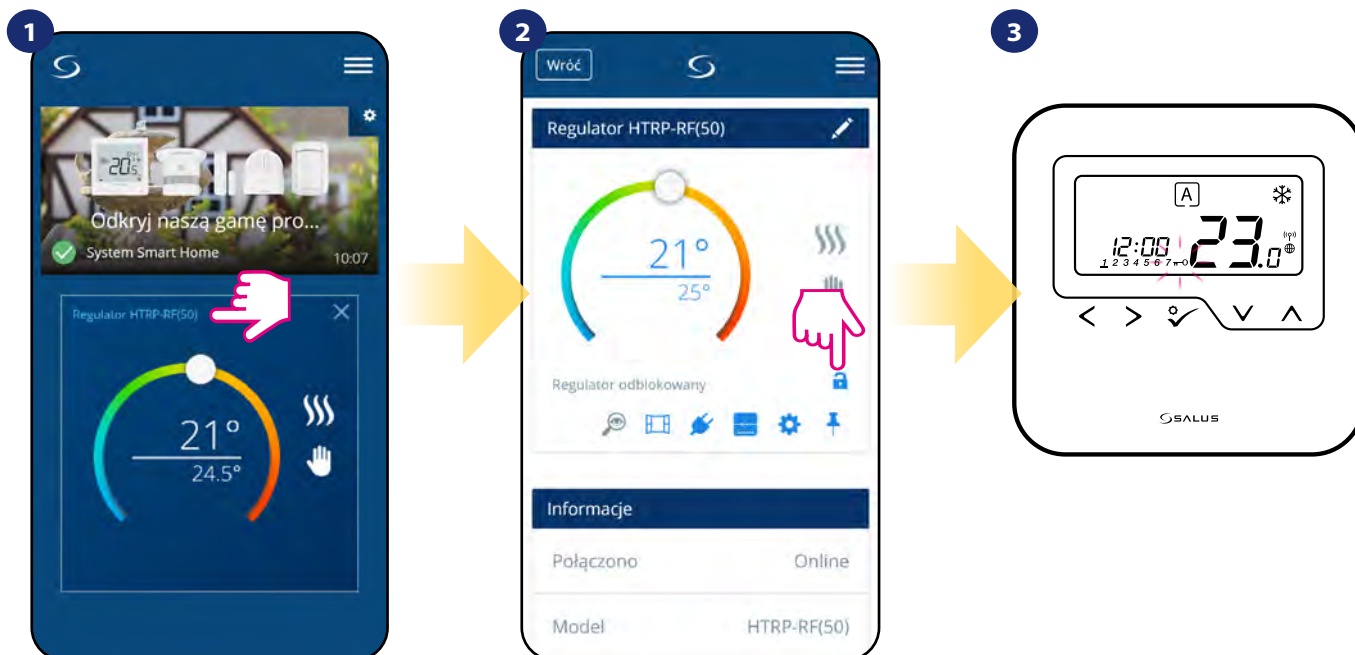 1
Odkryj naszą gamę pro...
System Smart Home
10:07
Regulator HTRP-RF(50)
21°
24.5°
2
Wróć
Regulator HTRP-RF(50)
21°
25°
Regulator odblokowany
Informacje
Połączono Online
Model HTRP-RF(50)
3
A
12:00
23.0
1 2 3 4 5 6 7
SALUS